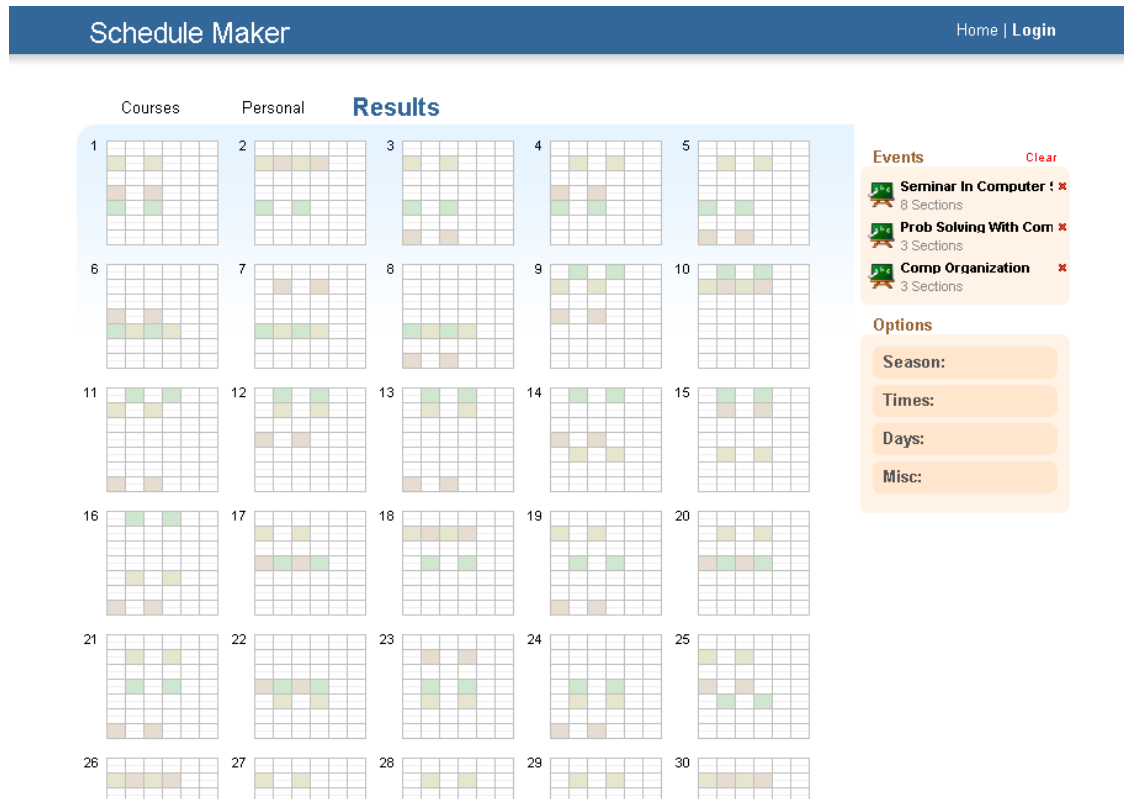 Schedule Maker
Home | Login
Courses Personal Results
1 2 3 4 5
6 7 8 9 10
11 12 13 14 15
16 17 18 19 20
21 22 23 24 25
26 27 28 29 30
Events Clear
Seminar In Computer
8 Sections
Prob Solving With Com
3 Sections
Comp Organization
3 Sections
Options
Season:
Times:
Days:
Misc: